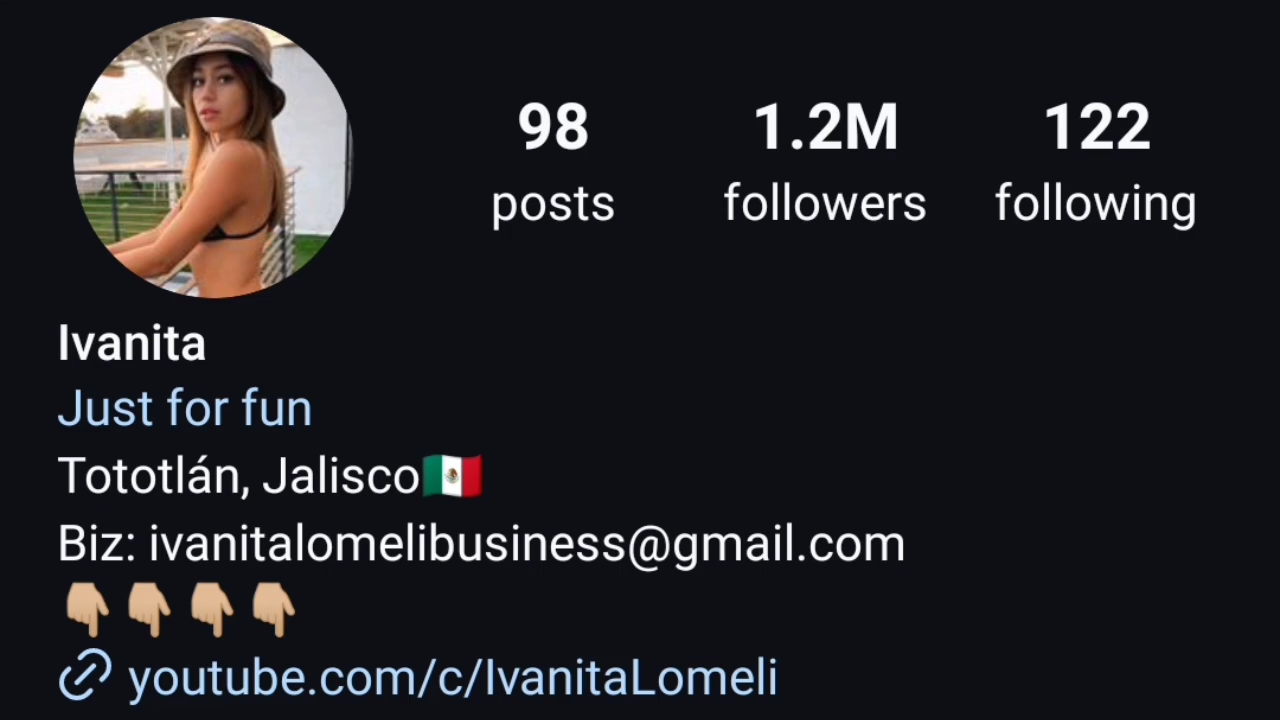 98 1.2M 122
posts followers following
Ivanita
Just for fun
Tototlán, Jalisco🇲🇽
Biz: ivanitalomelibusiness@gmail.com
👇🏼👇🏼👇🏼👇🏼
youtube.com/c/IvanitaLomeli